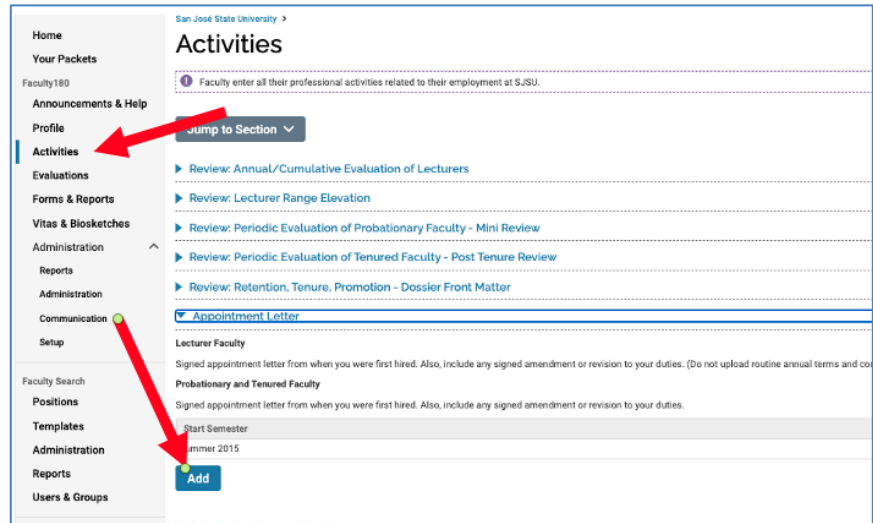 San José State University >
Activities
Home
Your Packets
Faculty180
Announcements & Help
Profile
Activities
Evaluations
Forms & Reports
Vitas & Biosketches
Administration
Reports
Administration
Communication
Setup
Faculty Search
Positions
Templates
Administration
Reports
Users & Groups
Faculty enter all their professional activities related to their employment at SJSU.
Jump to Section
Review: Annual/Cumulative Evaluation of Lecturers
Review: Lecturer Range Elevation
Review: Periodic Evaluation of Probationary Faculty - Mini Review
Review: Periodic Evaluation of Tenured Faculty - Post Tenure Review
Review: Retention, Tenure, Promotion - Dossier Front Matter
Appointment Letter
Lecturer Faculty
Signed appointment letter from when you were first hired. Also, include any signed amendment or revision to your duties. (Do not upload routine annual terms and
Probationary and Tenured Faculty
Signed appointment letter from when you were first hired. Also, include any signed amendment or revision to your duties.
Start Semester
ummer 2015
Add